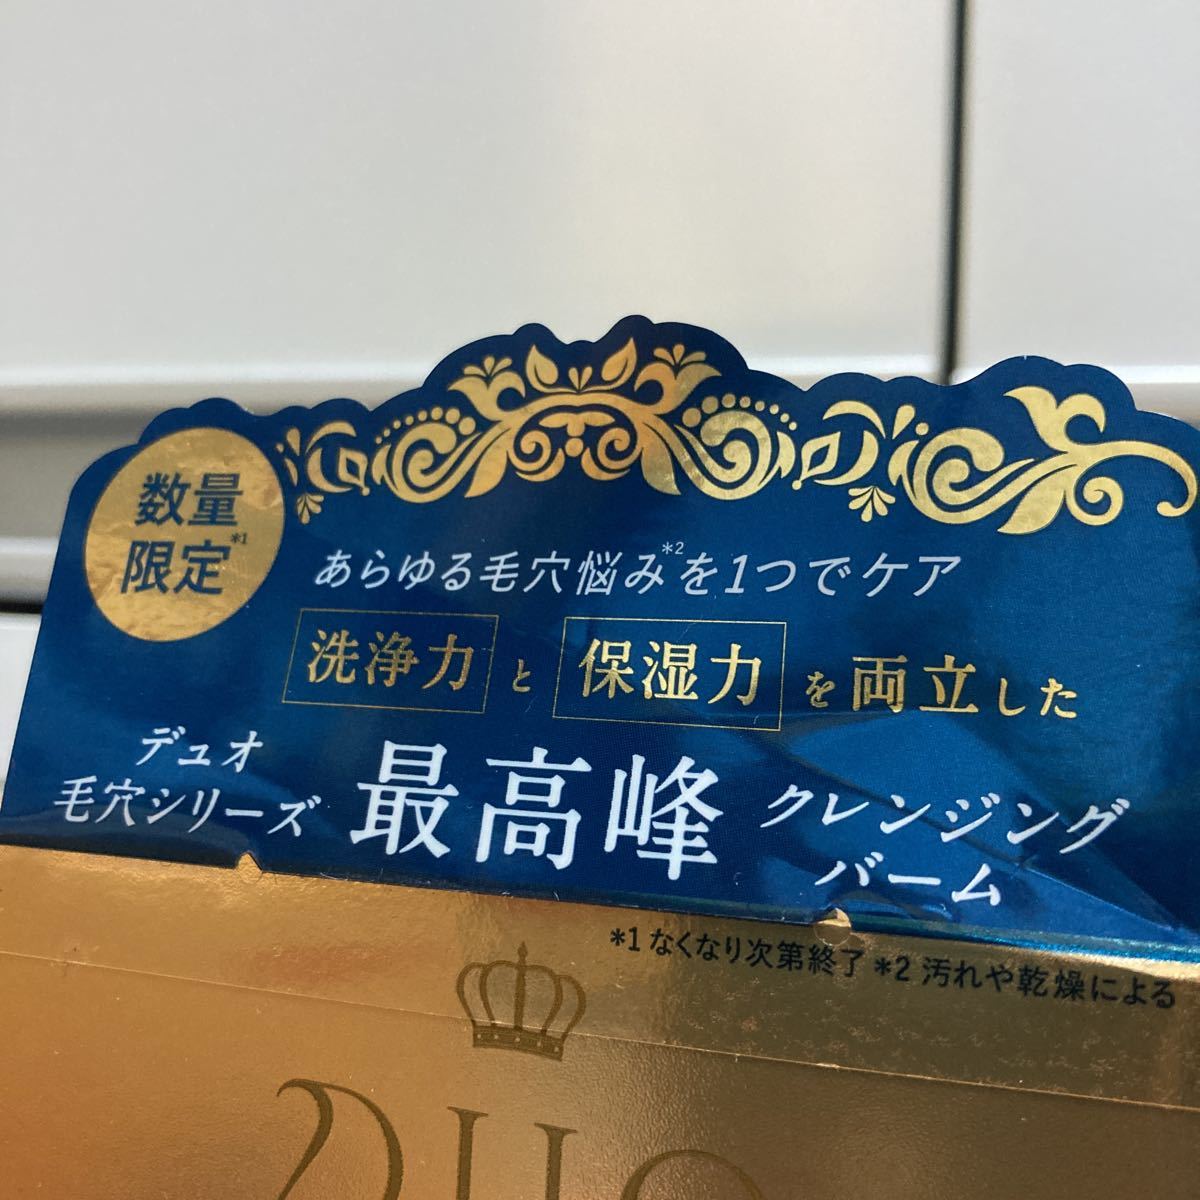 数量
限定*1
あらゆる毛穴悩み*2を1つでケア
洗浄力と保湿力を両立した
デュオ
毛穴シリーズ
最高峰
クレンジング
バーム
*1 なくなり次第終了 *2 汚れや乾燥による
DUO